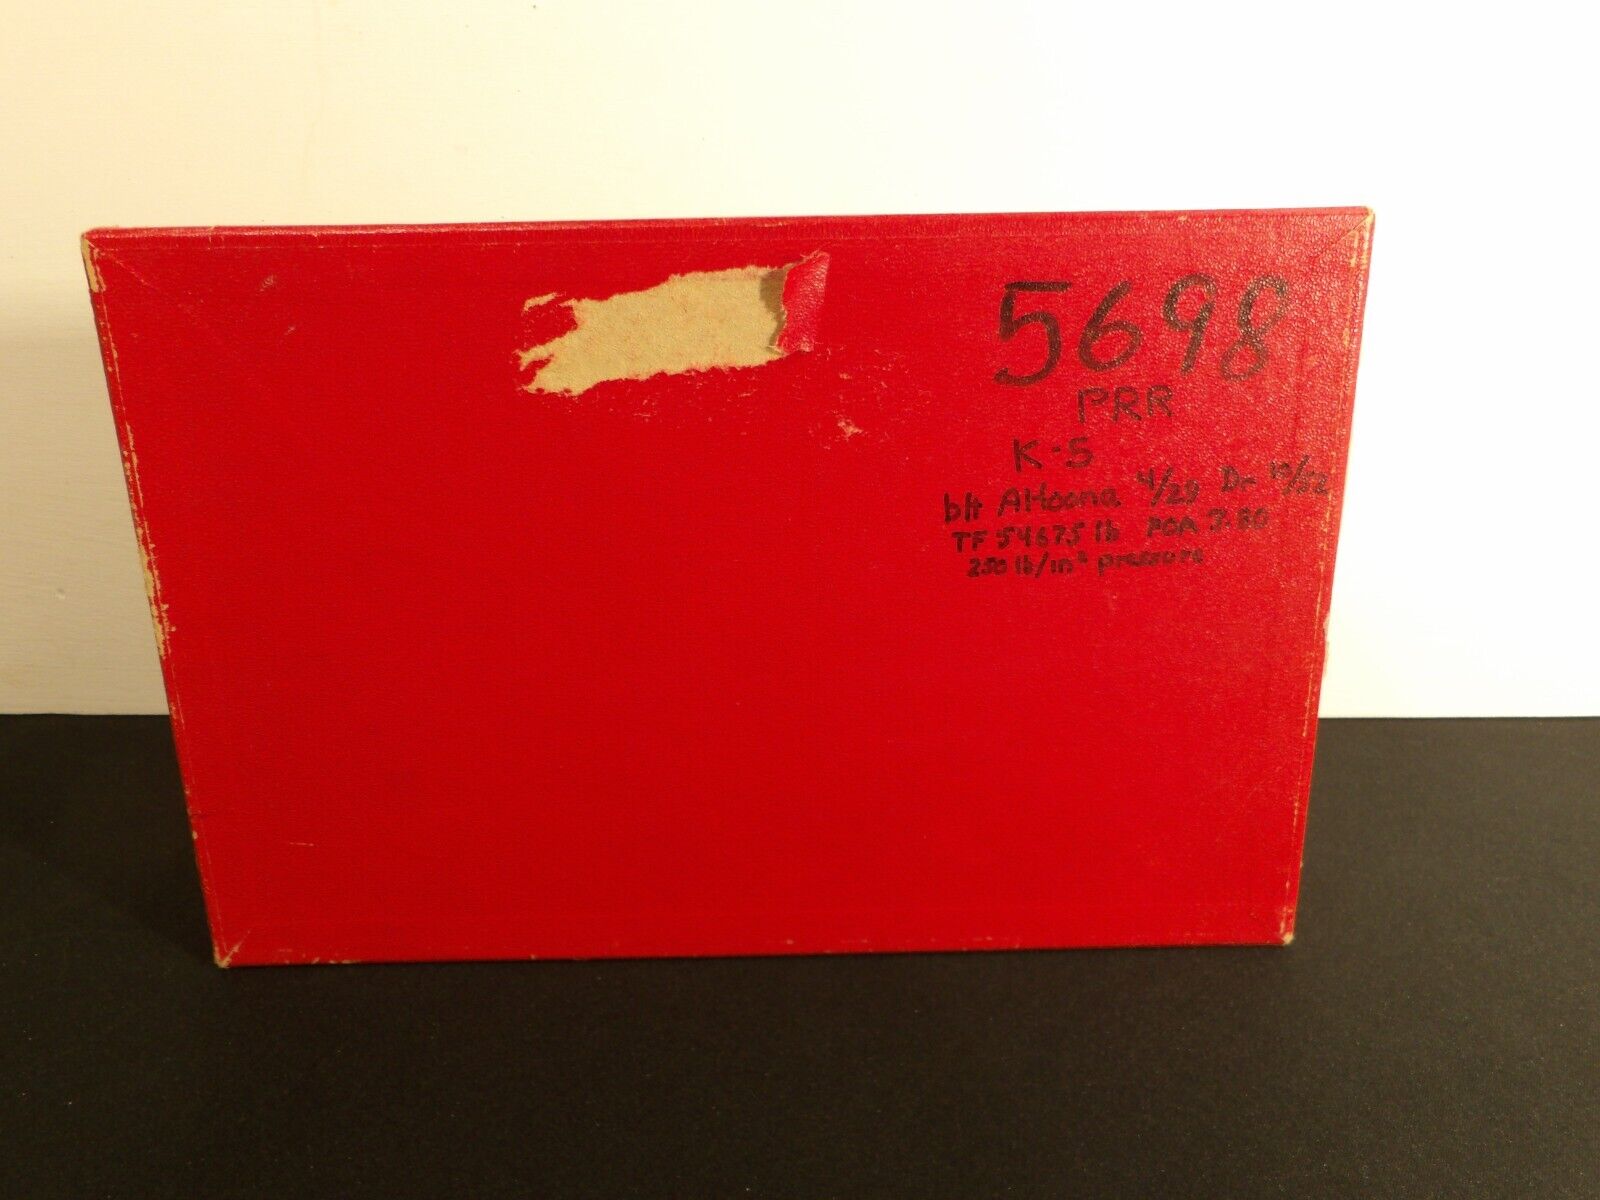 5698
PRR
K-5
blt Altoona 4/29 Dr 10/52
TF 54675 lb FOA 3.80
250 lb/in² pressure